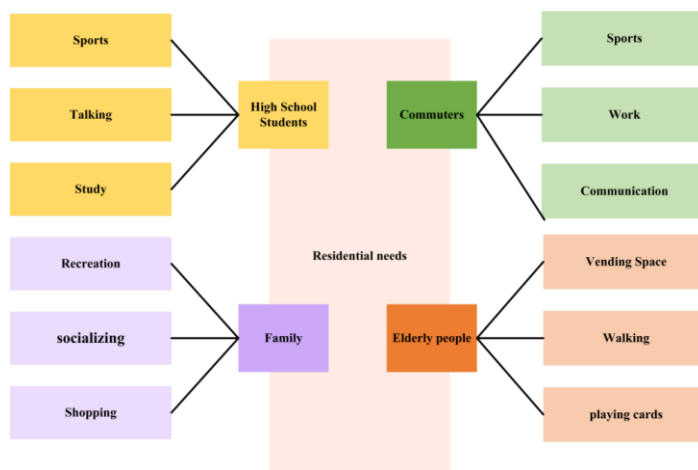 Sports
Talking
Study
High School
Students
Commuters
Sports
Work
Communication
Residential needs
Recreation
socializing
Shopping
Family
Elderly people
Vending Space
Walking
playing cards